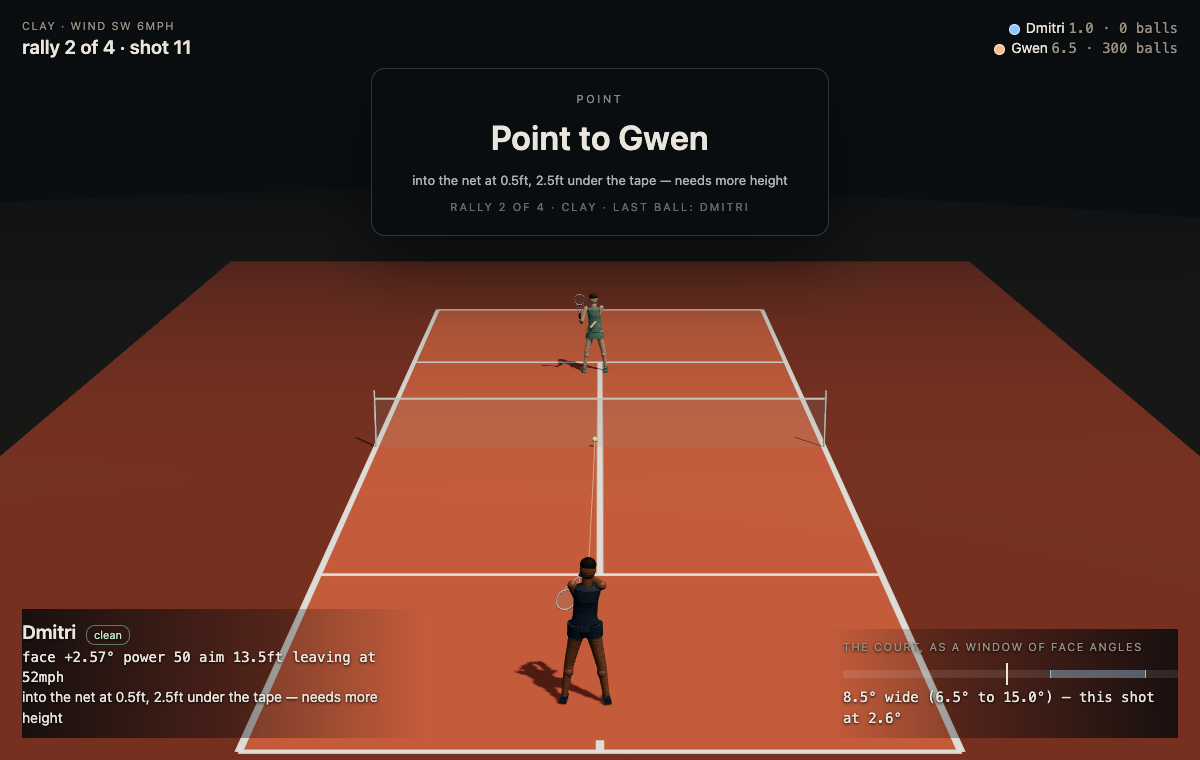 CLAY · WIND SW 6MPH
rally 2 of 4 · shot 11
Dmitri 1.0 · 0 balls
Gwen 6.5 · 300 balls
POINT
Point to Gwen
into the net at 0.5ft, 2.5ft under the tape — needs more height
RALLY 2 OF 4 · CLAY · LAST BALL: DMITRI
Dmitri clean
face +2.57° power 50 aim 13.5ft leaving at
52mph
into the net at 0.5ft, 2.5ft under the tape — needs more
height
THE COURT, AS A WINDOW OF FACE ANGLES
8.5° wide (6.5° to 15.0°) — this shot
at 2.6°